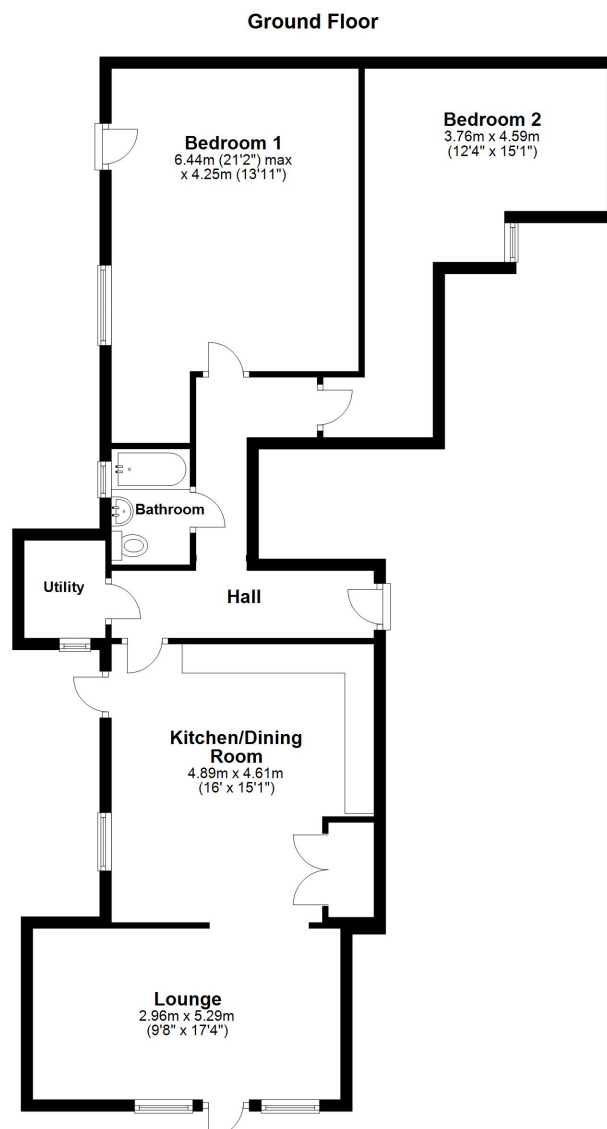 Ground Floor
Bedroom 1
6.44m (21'2") max
x 4.25m (13'11")
Bedroom 2
3.76m x 4.59m
(12'4" x 15'1")
Bathroom
Utility
Hall
Kitchen/Dining
Room
4.89m x 4.61m
(16' x 15'1")
Lounge
2.96m x 5.29m
(9'8" x 17'4")